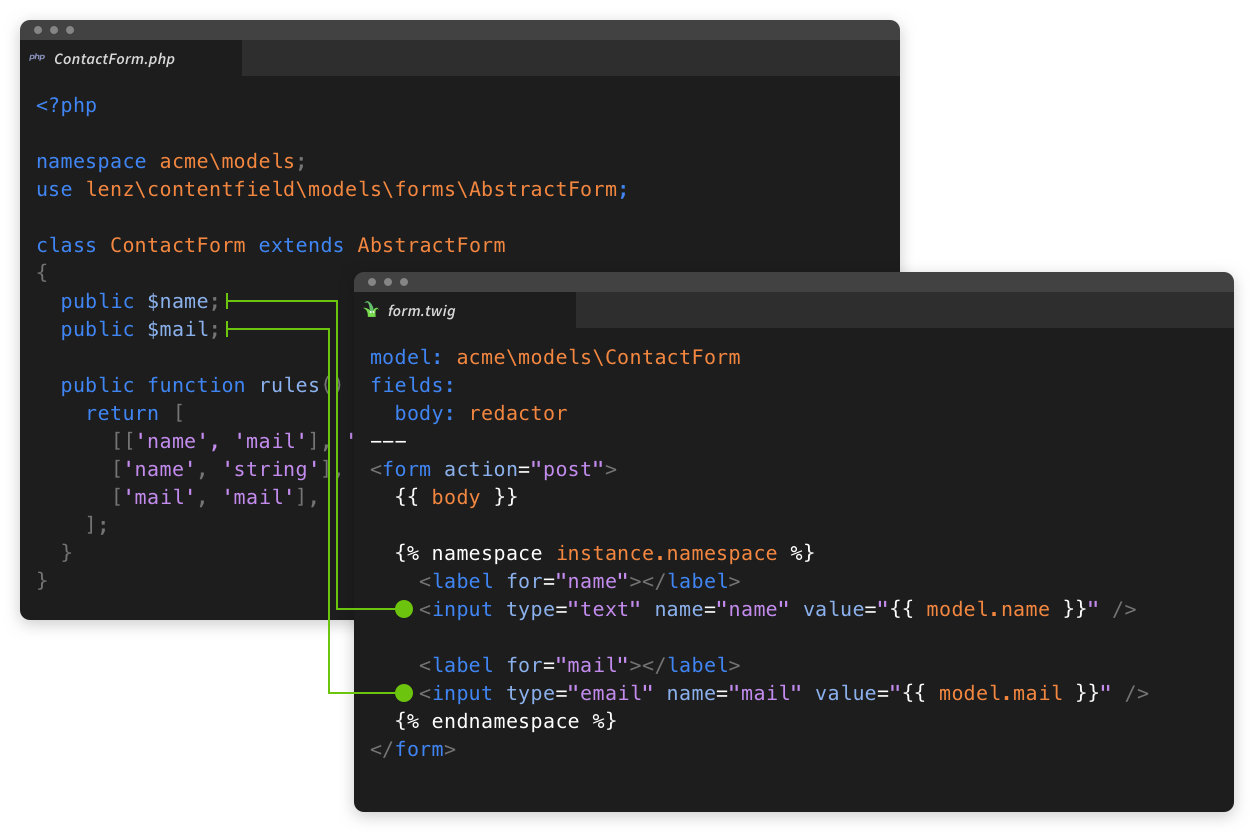 php ContactForm.php
<?php
namespace acme\models;
use lenz\contentfield\models\forms\AbstractForm;
class ContactForm extends AbstractForm
{
  public $name;
  public $mail;
  public function rules()
    return [
      [['name', 'mail'], '
      ['name', 'string'],
      ['mail', 'mail'],
    ];
  }
}
form.twig
model: acme\models\ContactForm
fields:
  body: redactor
---
<form action="post">
  {{ body }}
  {% namespace instance.namespace %}
    <label for="name"></label>
    <input type="text" name="name" value="{{ model.name }}" />
    <label for="mail"></label>
    <input type="email" name="mail" value="{{ model.mail }}" />
  {% endnamespace %}
</form>